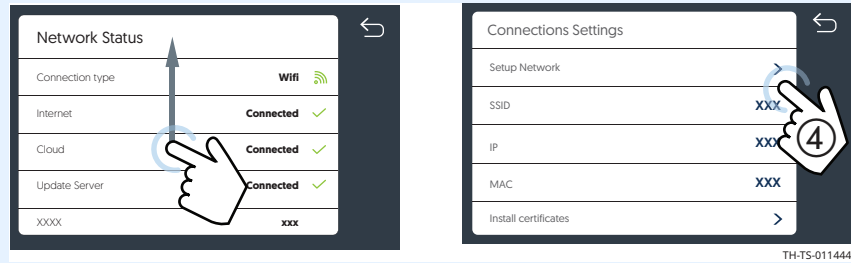 Network Status
Connection type Wifi
Internet Connected
Cloud Connected
Update Server Connected
XXXX xxx
Connections Settings
Setup Network
SSID XXX
IP XXX
MAC XXX
Install certificates
4
TH-TS-011444